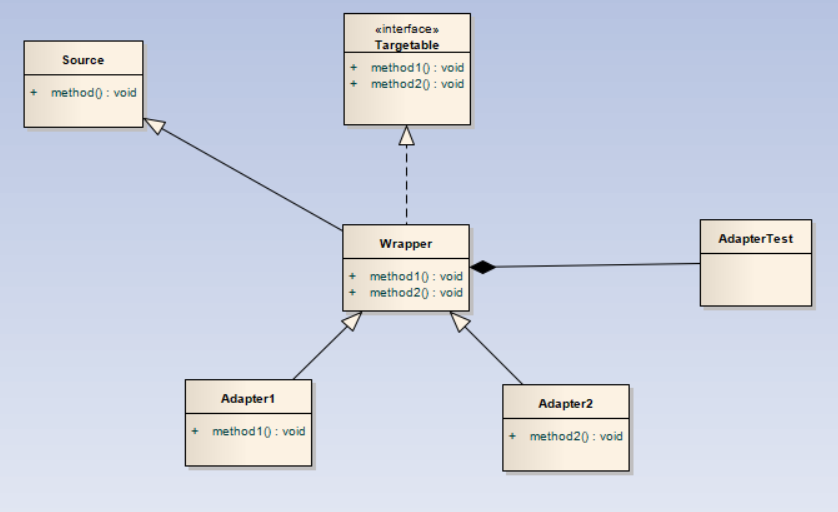 Source
+ method() : void
«interface»
Targetable
+ method1() : void
+ method2() : void
Wrapper
+ method1() : void
+ method2() : void
AdapterTest
Adapter1
+ method1() : void
Adapter2
+ method2() : void